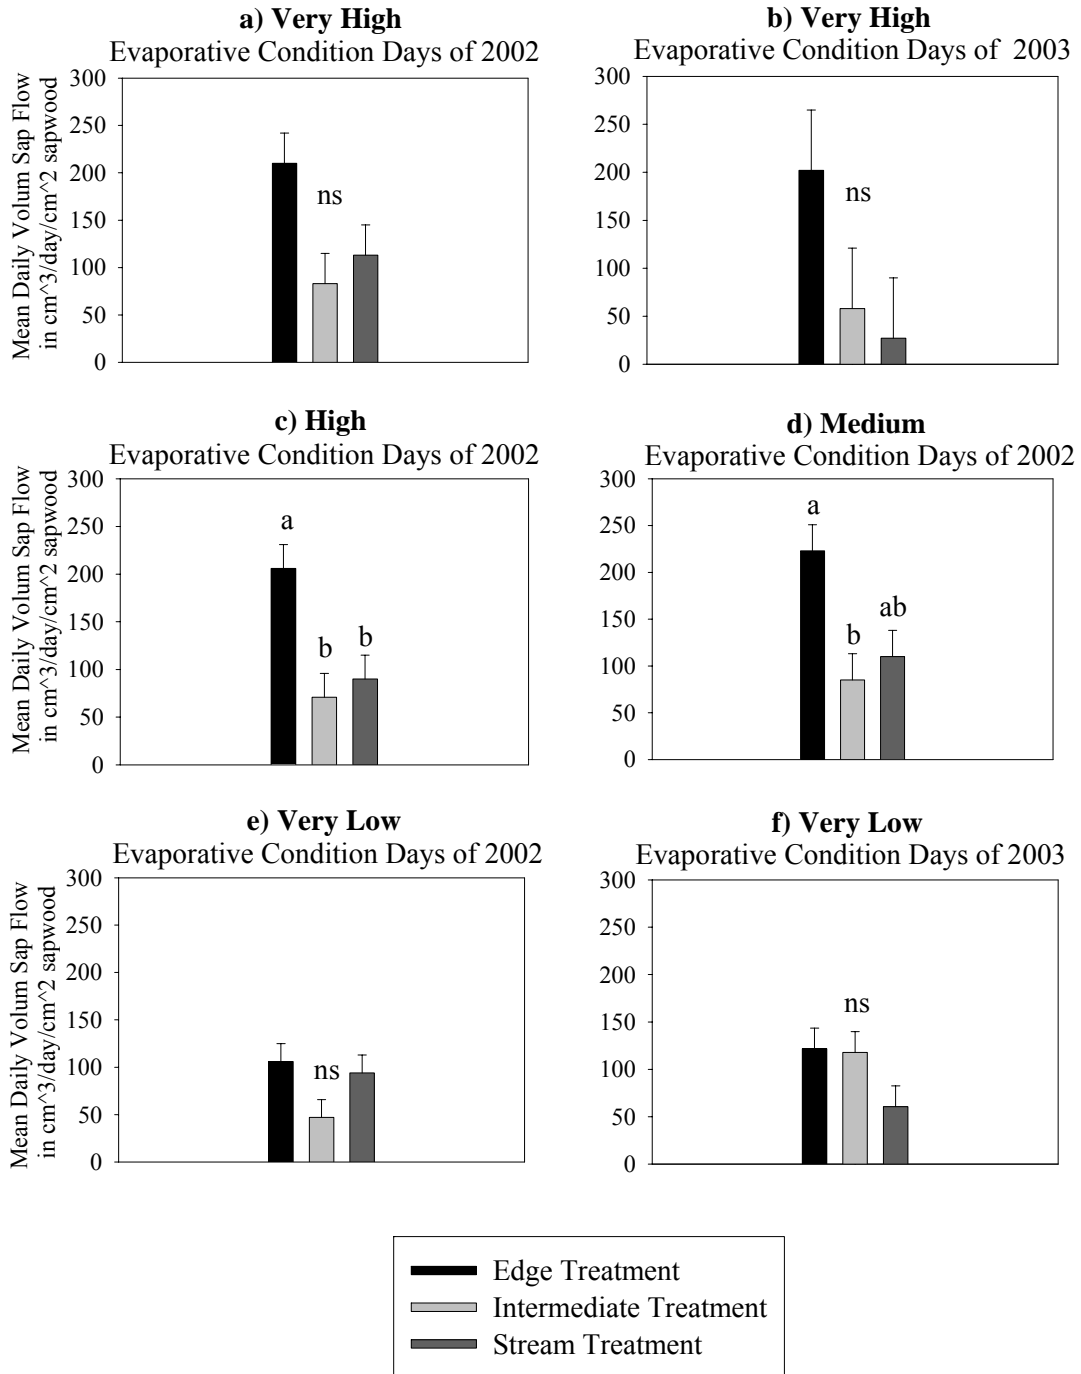 a) Very High
Evaporative Condition Days of 2002
Mean Daily Volum Sap Flow
in cm^3/day/cm^2 sapwood
300
250
200
150
100
50
0
ns
b) Very High
Evaporative Condition Days of 2003
300
250
200
150
100
50
0
ns
c) High
Evaporative Condition Days of 2002
Mean Daily Volum Sap Flow
in cm^3/day/cm^2 sapwood
300
250
200
150
100
50
0
a
b
b
d) Medium
Evaporative Condition Days of 2002
300
250
200
150
100
50
0
a
b
ab
e) Very Low
Evaporative Condition Days of 2002
Mean Daily Volum Sap Flow
in cm^3/day/cm^2 sapwood
300
250
200
150
100
50
0
ns
f) Very Low
Evaporative Condition Days of 2003
300
250
200
150
100
50
0
ns
Edge Treatment
Intermediate Treatment
Stream Treatment